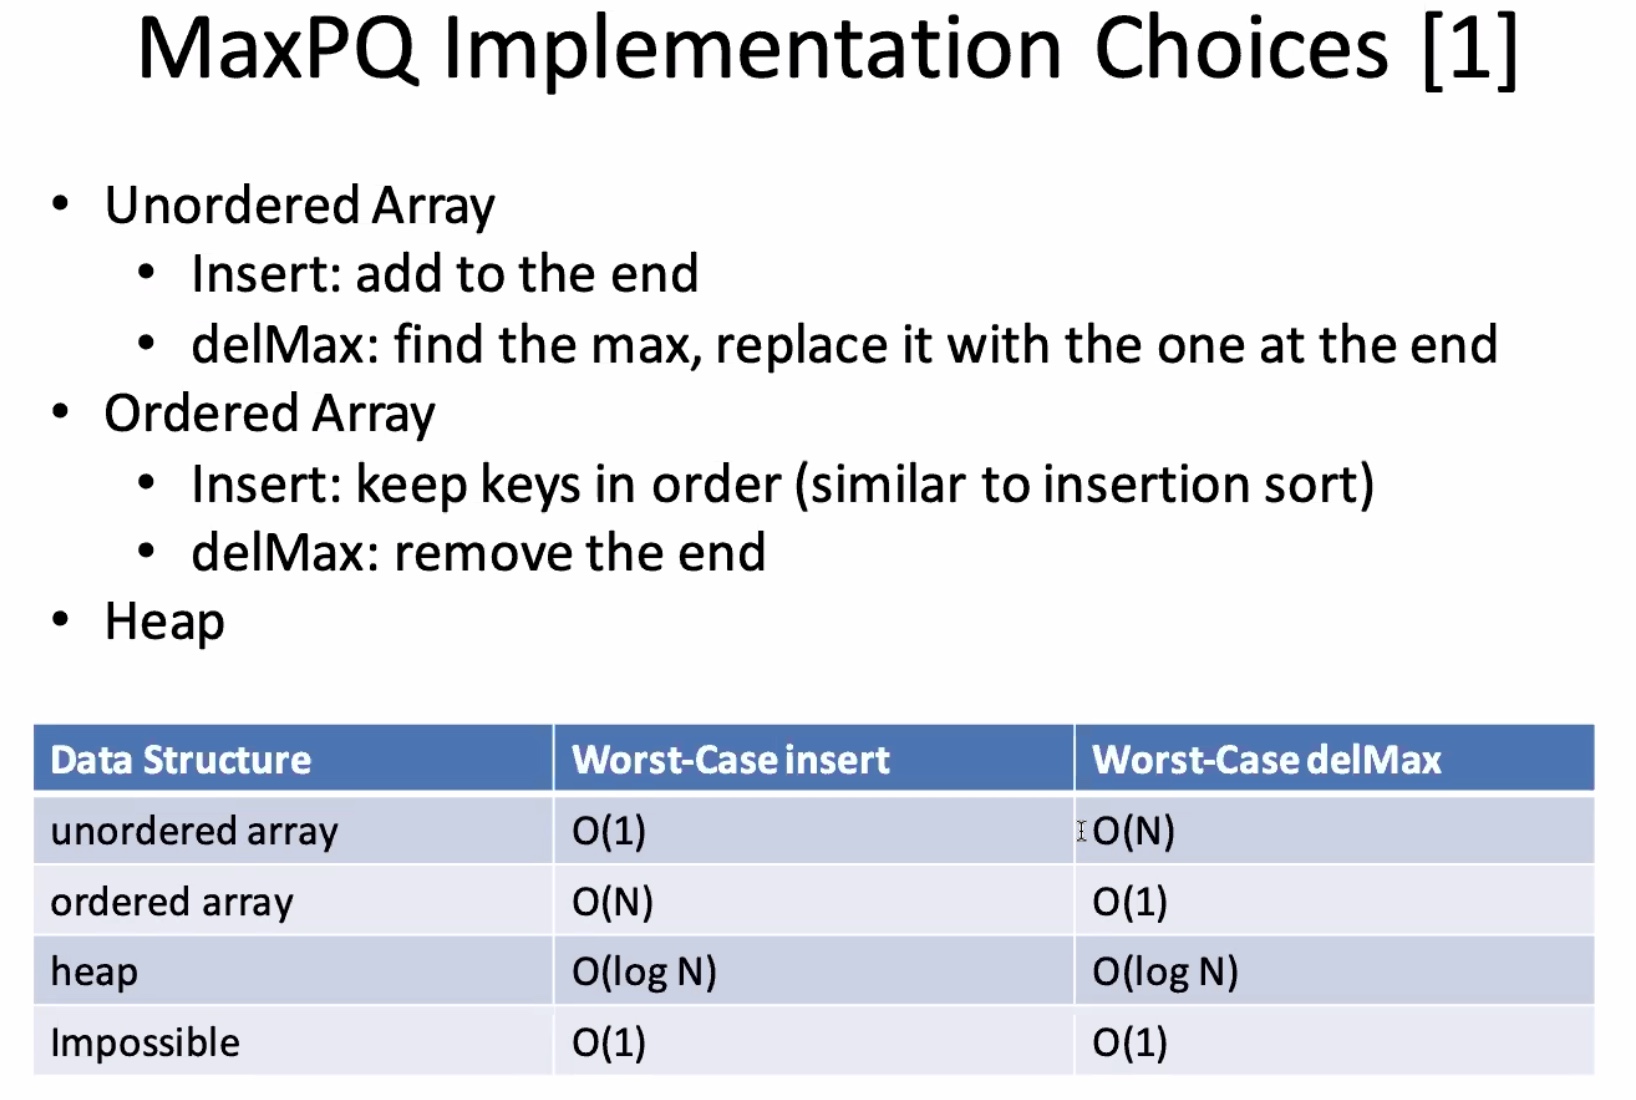 MaxPQ Implementation Choices [1]
• Unordered Array
• Insert: add to the end
• delMax: find the max, replace it with the one at the end
• Ordered Array
• Insert: keep keys in order (similar to insertion sort)
• delMax: remove the end
• Heap
Data Structure Worst-Case insert Worst-Case delMax
unordered array O(1) O(N)
ordered array O(N) O(1)
heap O(log N) O(log N)
Impossible O(1) O(1)